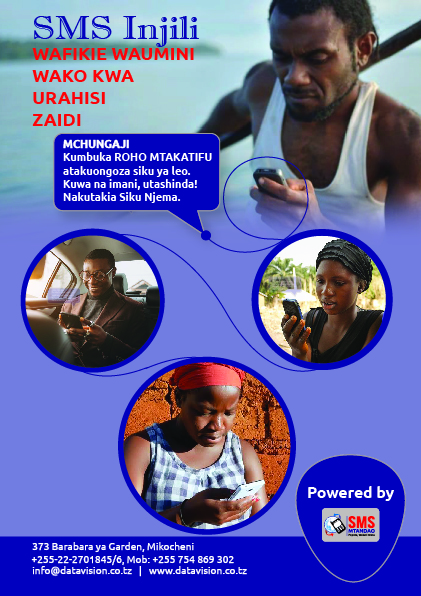 SMS Injili
WAFIKIE WAUMINI
WAKO KWA
URAHISI
ZAIDI
MCHUNGAJI
Kumbuka ROHO MTAKATIFU
atakuongoza siku ya leo.
Kuwa na imani, utashinda!
Nakutakia Siku Njema.
Powered by
SMS
MTANDAO
373 Barabara ya Garden, Mikocheni
+255-22-2701845/6, Mob: +255 754 869 302
info@datavision.co.tz | www.datavision.co.tz